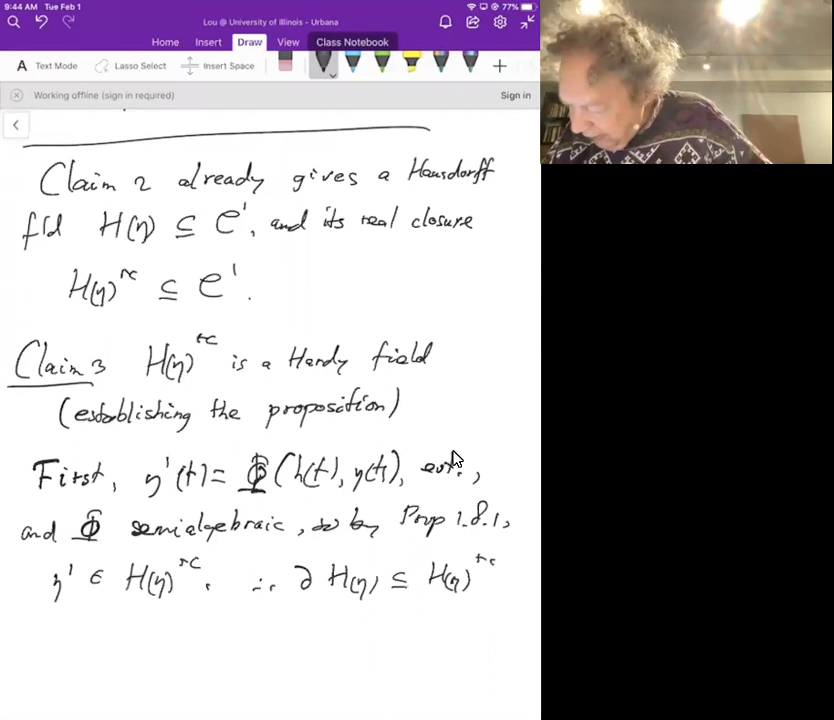 9:44 AM Tue Feb 1
77%
Lou @ University of Illinois - Urbana
Home Insert Draw View Class Notebook
Text Mode Lasso Select Insert Space
Working offline (sign in required) Sign in
Claim 2 already gives a Hausdorff
fld H(y) ⊆ C¹, and its real closure
H(y)^rc ⊆ C¹.
Claim 3 H(y)^rc is a Hardy field
(establishing the proposition)
First, y'(t) = Φ(h(t), y(t)), evt.,
and Φ semialgebraic, so by Prop 1.8.1,
y' ∈ H(y)^rc. ∴ ∂ H(y) ⊆ H(y)^rc